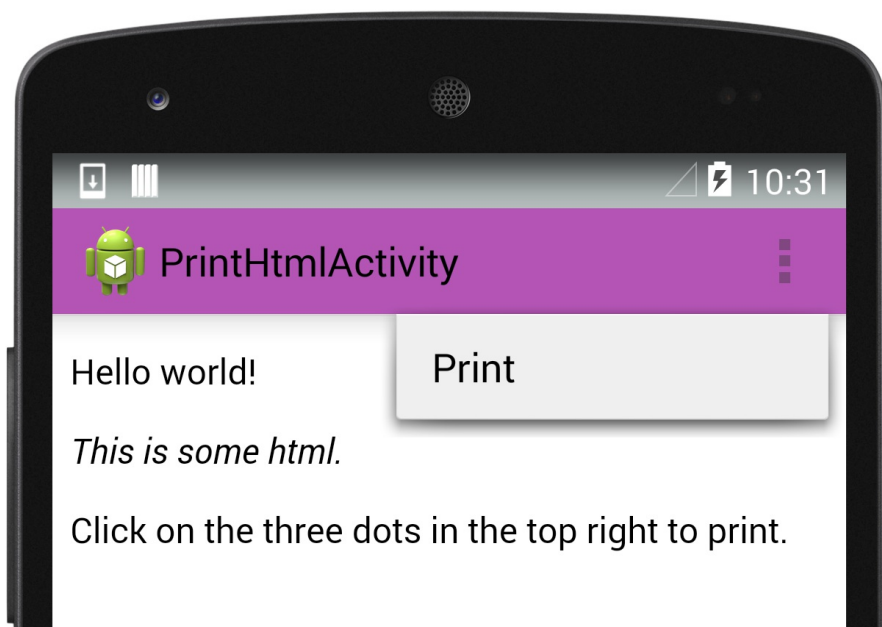 10:31
PrintHtmlActivity
Print
Hello world!
This is some html.
Click on the three dots in the top right to print.